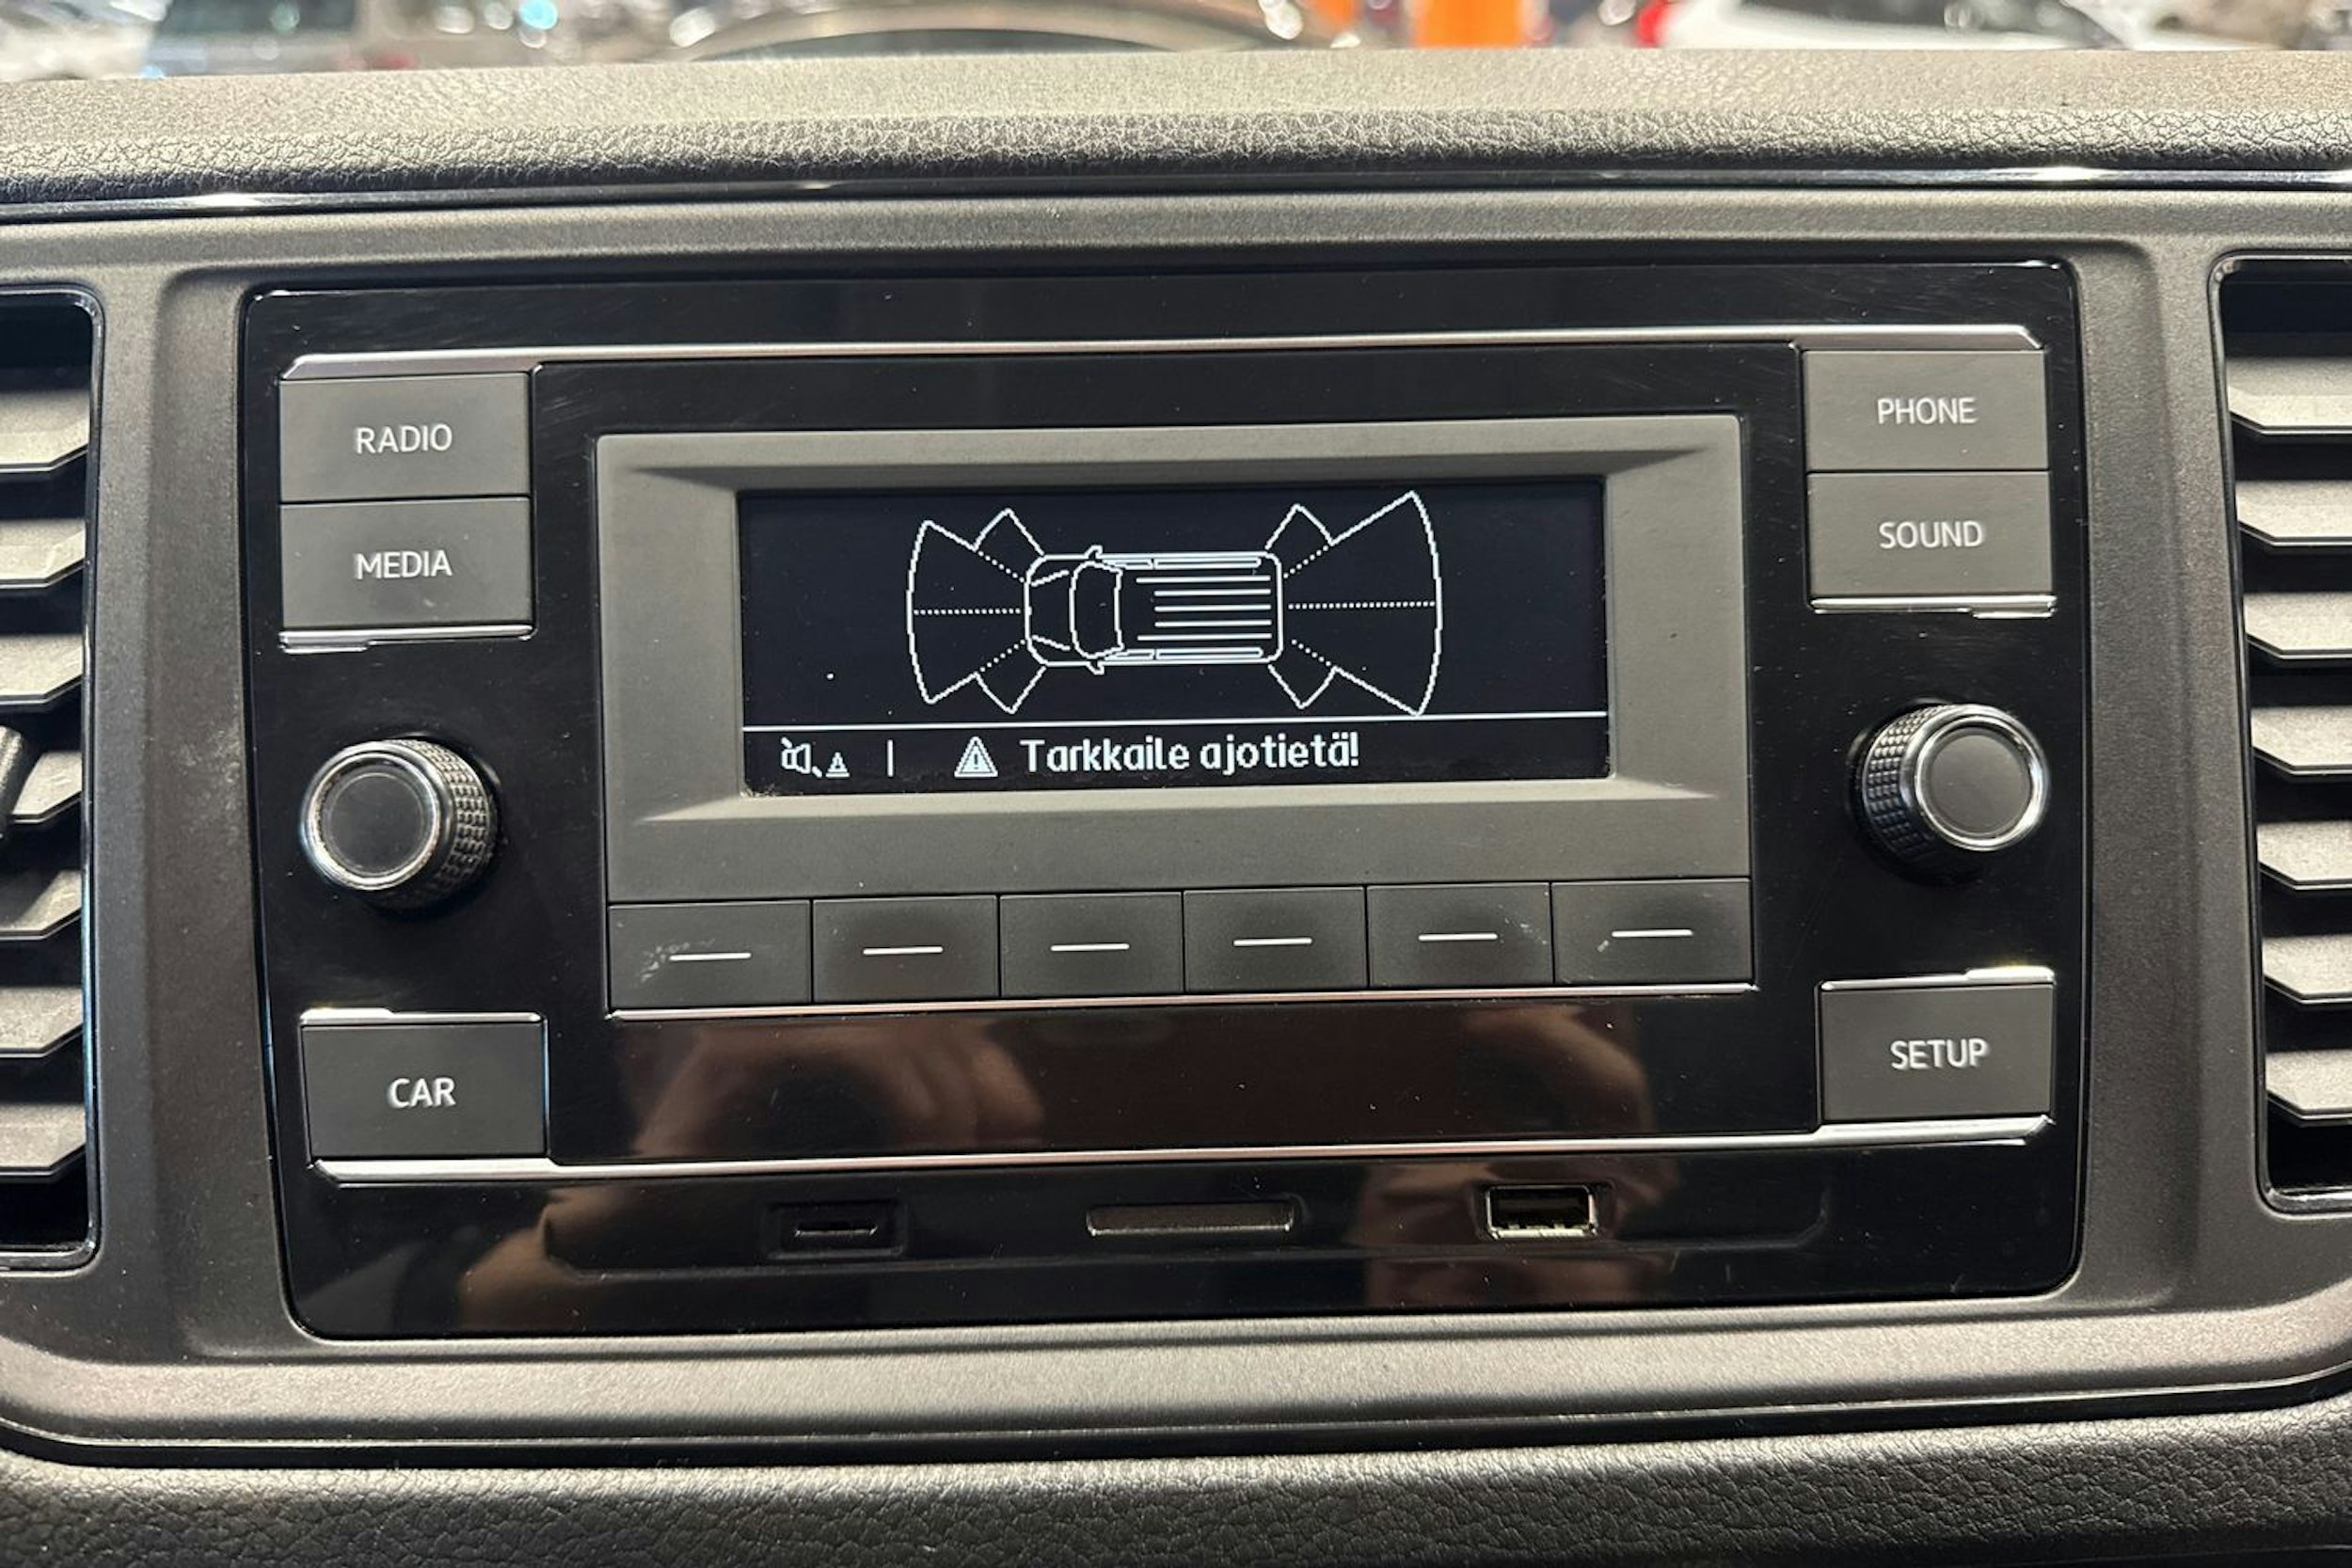 RADIO
MEDIA
PHONE
SOUND
Tarkkaile ajotietä!
CAR
SETUP